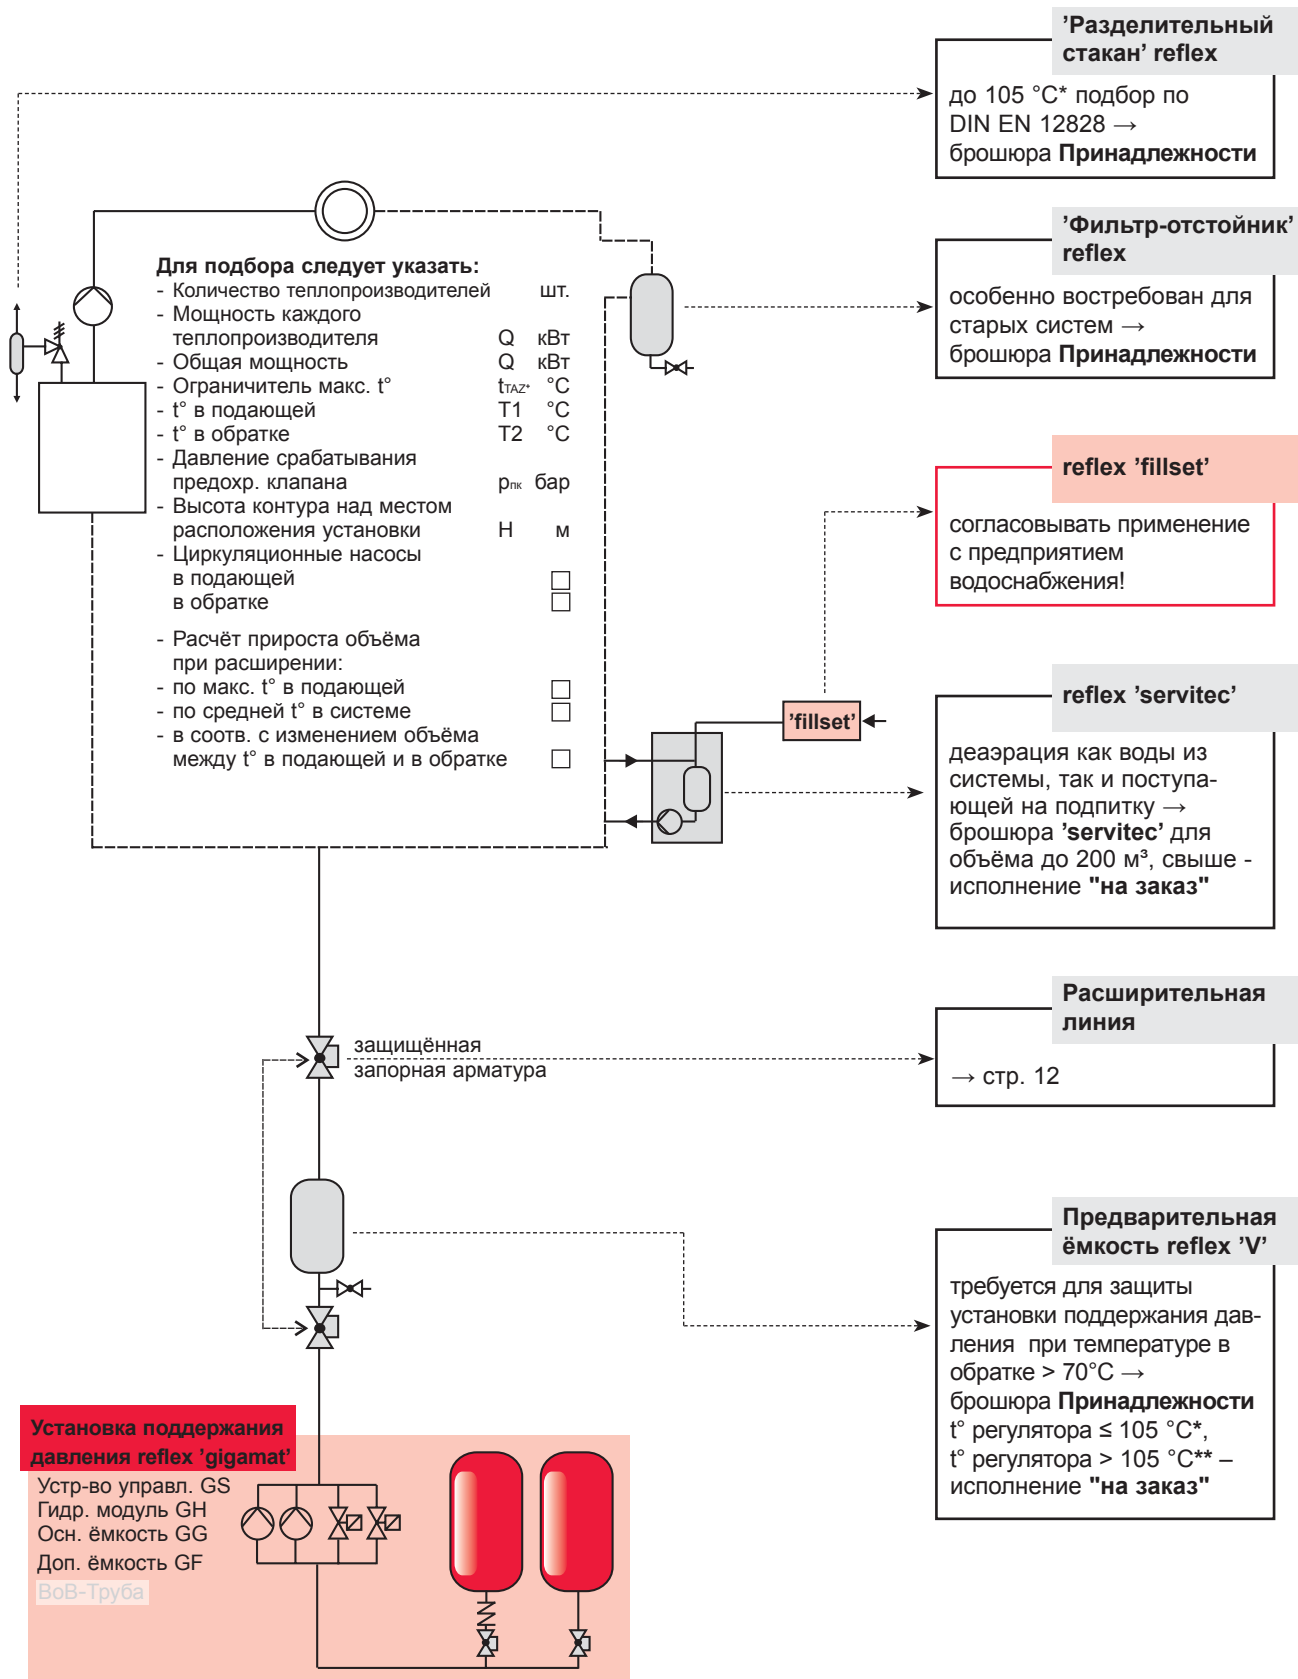 ’Разделительный
стакан’ reflex
до 105 °C* подбор по
DIN EN 12828 →
брошюра Принадлежности
’Фильтр-отстойник’
reflex
особенно востребован для
старых систем →
брошюра Принадлежности
Для подбора следует указать:
- Количество теплопроизводителей шт.
- Мощность каждого
теплопроизводителя Q кВт
- Общая мощность Q кВт
- Ограничитель макс. t° tTAZ* °C
- t° в подающей T1 °C
- t° в обратке T2 °C
- Давление срабатывания
предохр. клапана pпк бар
- Высота контура над местом
расположения установки H м
- Циркуляционные насосы
в подающей
в обратке
- Расчёт прироста объёма
при расширении:
- по макс. t° в подающей
- по средней t° в системе
- в соотв. с изменением объёма
между t° в подающей и в обратке
reflex ’fillset’
согласовывать применение
с предприятием
водоснабжения!
’fillset’
reflex ’servitec’
деаэрация как воды из
системы, так и поступа-
ющей на подпитку →
брошюра ’servitec’ для
объёма до 200 м³, свыше -
исполнение "на заказ"
защищённая
запорная арматура
Расширительная
линия
→ стр. 12
Предварительная
ёмкость reflex ’V’
требуется для защиты
установки поддержания дав-
ления при температуре в
обратке > 70°C →
брошюра Принадлежности
t° регулятора ≤ 105 °C*,
t° регулятора > 105 °C** –
исполнение "на заказ"
Установка поддержания
давления reflex ’gigamat’
Устр-во управл. GS
Гидр. модуль GH
Осн. ёмкость GG
Доп. ёмкость GF
ВоВ-Труба